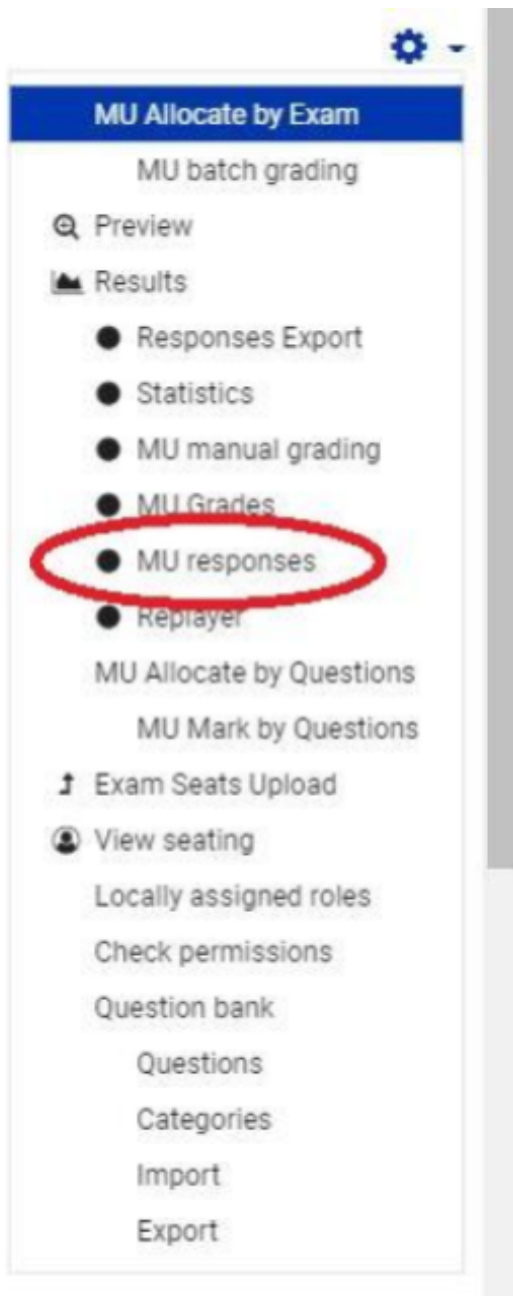 MU Allocate by Exam
MU batch grading
Preview
Results
Responses Export
Statistics
MU manual grading
MU Grades
MU responses
Replayer
MU Allocate by Questions
MU Mark by Questions
Exam Seats Upload
View seating
Locally assigned roles
Check permissions
Question bank
Questions
Categories
Import
Export